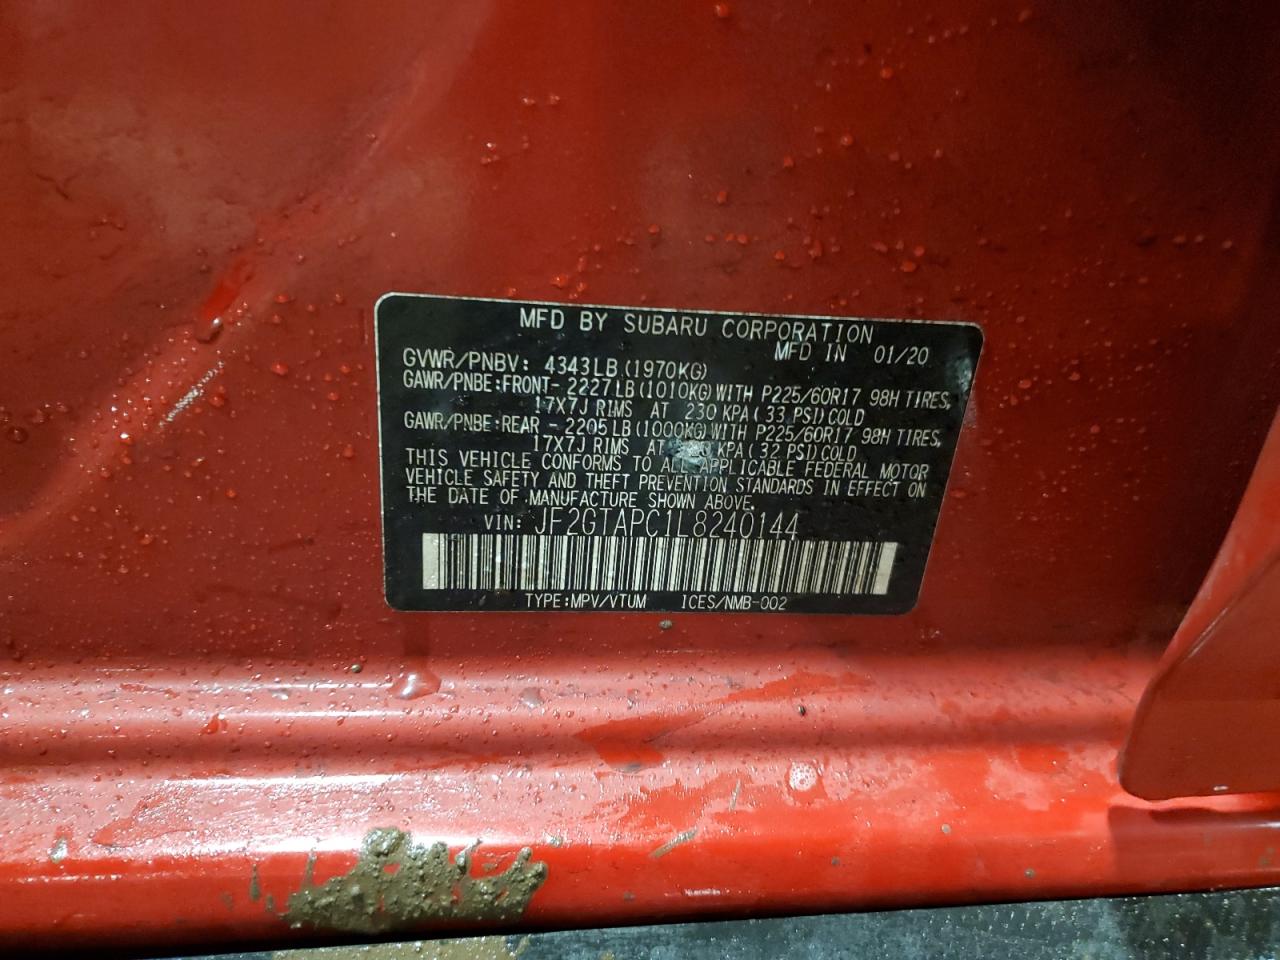 MFD BY SUBARU CORPORATION
MFD IN 01/20
GVWR/PNBV: 4343LB(1970KG)
GAWR/PNBE:FRONT-2227LB(1010KG)WITH P225/60R17 98H TIRES,
17X7J RIMS AT 230 KPA(33 PSI)COLD
GAWR/PNBE:REAR -2205LB(1000KG)WITH P225/60R17 98H TIRES,
17X7J RIMS AT KPA(32 PSI)COLD
THIS VEHICLE CONFORMS TO ALL APPLICABLE FEDERAL MOTOR
VEHICLE SAFETY AND THEFT PREVENTION STANDARDS IN EFFECT ON
THE DATE OF MANUFACTURE SHOWN ABOVE.
VIN: JF2GTAPC1L8240144
TYPE:MPV/VTUM ICES/NMB-002